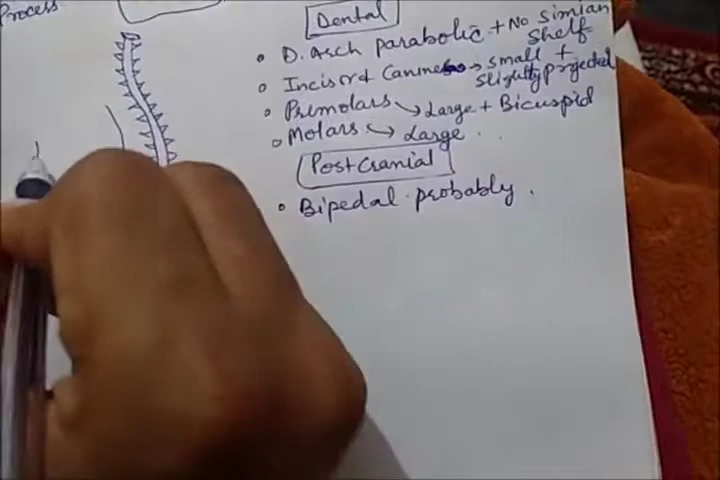 Process
Dental
• D. Arch parabolic + No simian
shelf
• Incisor & Canine → small +
slightly projected
• Premolars → Large + Bicuspid
• Molars → Large
Post cranial
• Bipedal probably.